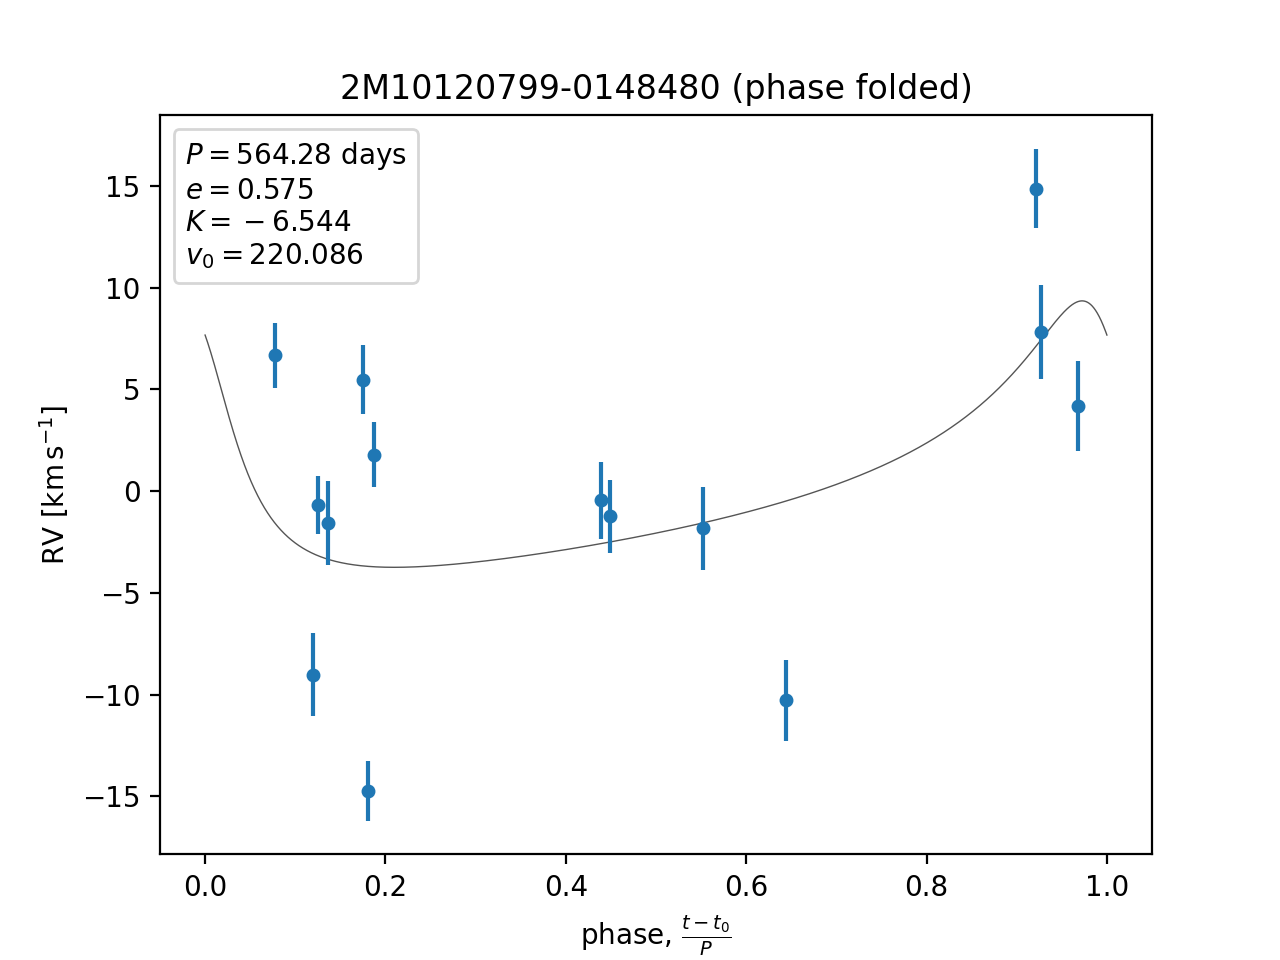 2M10120799-0148480 (phase folded)
P = 564.28 days
e = 0.575
K = −6.544
v₀ = 220.086
RV [km s⁻¹]
15
10
5
0
−5
−10
−15
0.0 0.2 0.4 0.6 0.8 1.0
phase, (t − t₀)/P